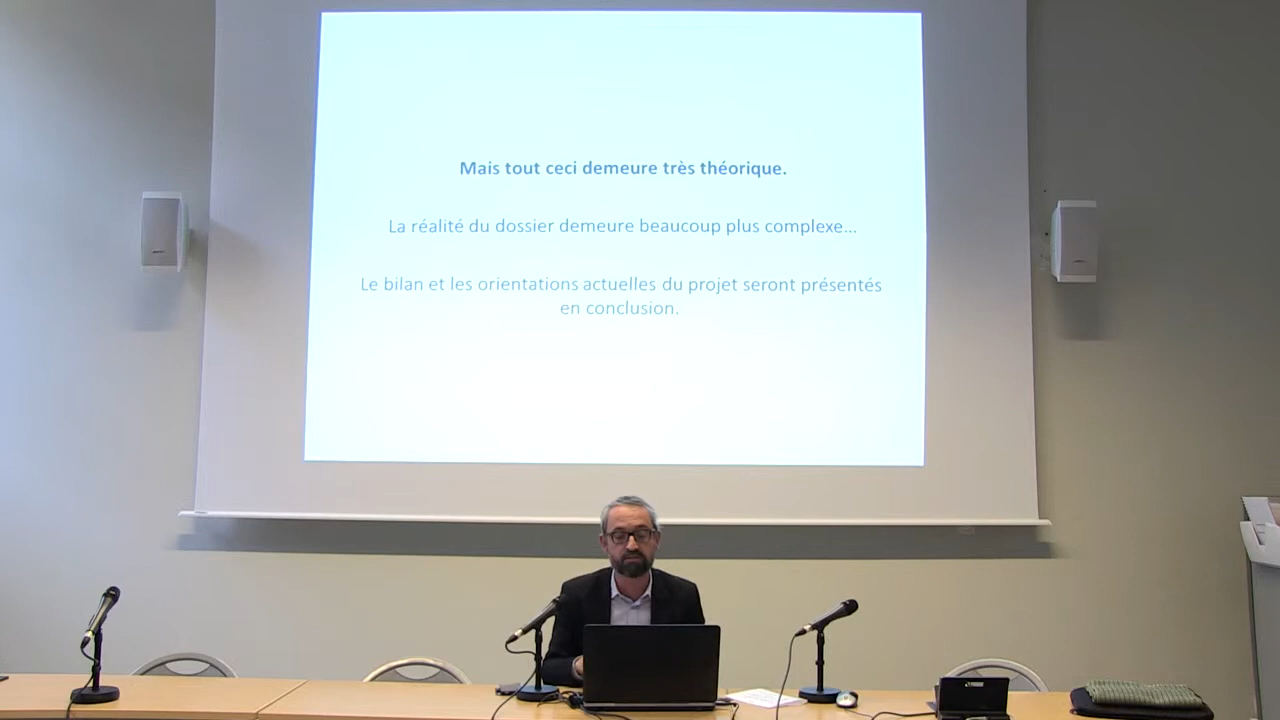 Mais tout ceci demeure très théorique.
La réalité du dossier demeure beaucoup plus complexe...
Le bilan et les orientations actuelles du projet seront présentés
en conclusion.